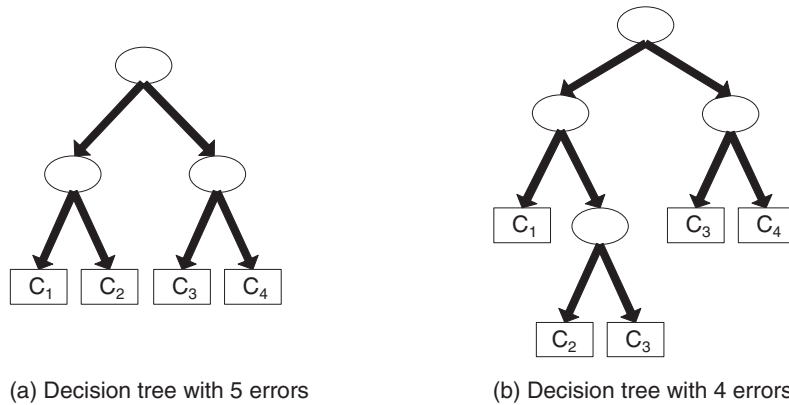 C₁ C₂ C₃ C₄
C₁ C₃ C₄
C₂ C₃
(a) Decision tree with 5 errors
(b) Decision tree with 4 errors